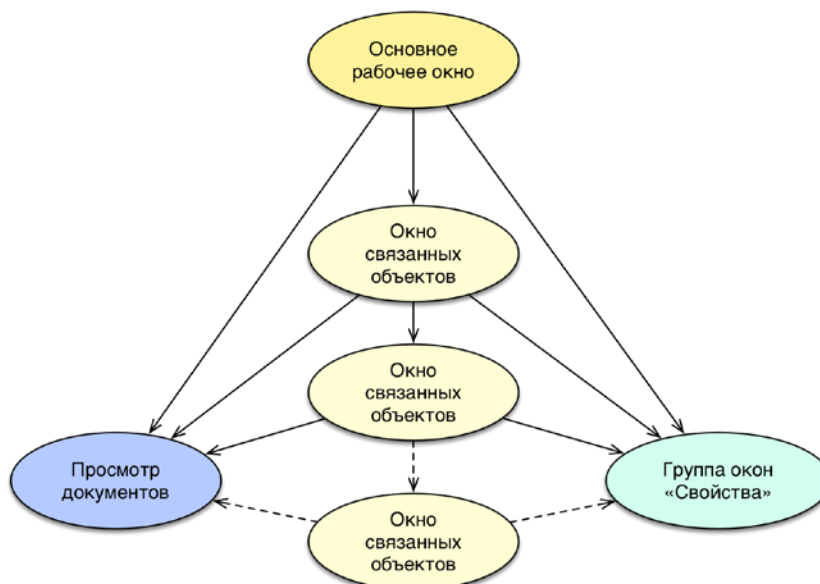 Основное
рабочее окно
Окно
связанных
объектов
Окно
связанных
объектов
Просмотр
документов
Группа окон
«Свойства»
Окно
связанных
объектов